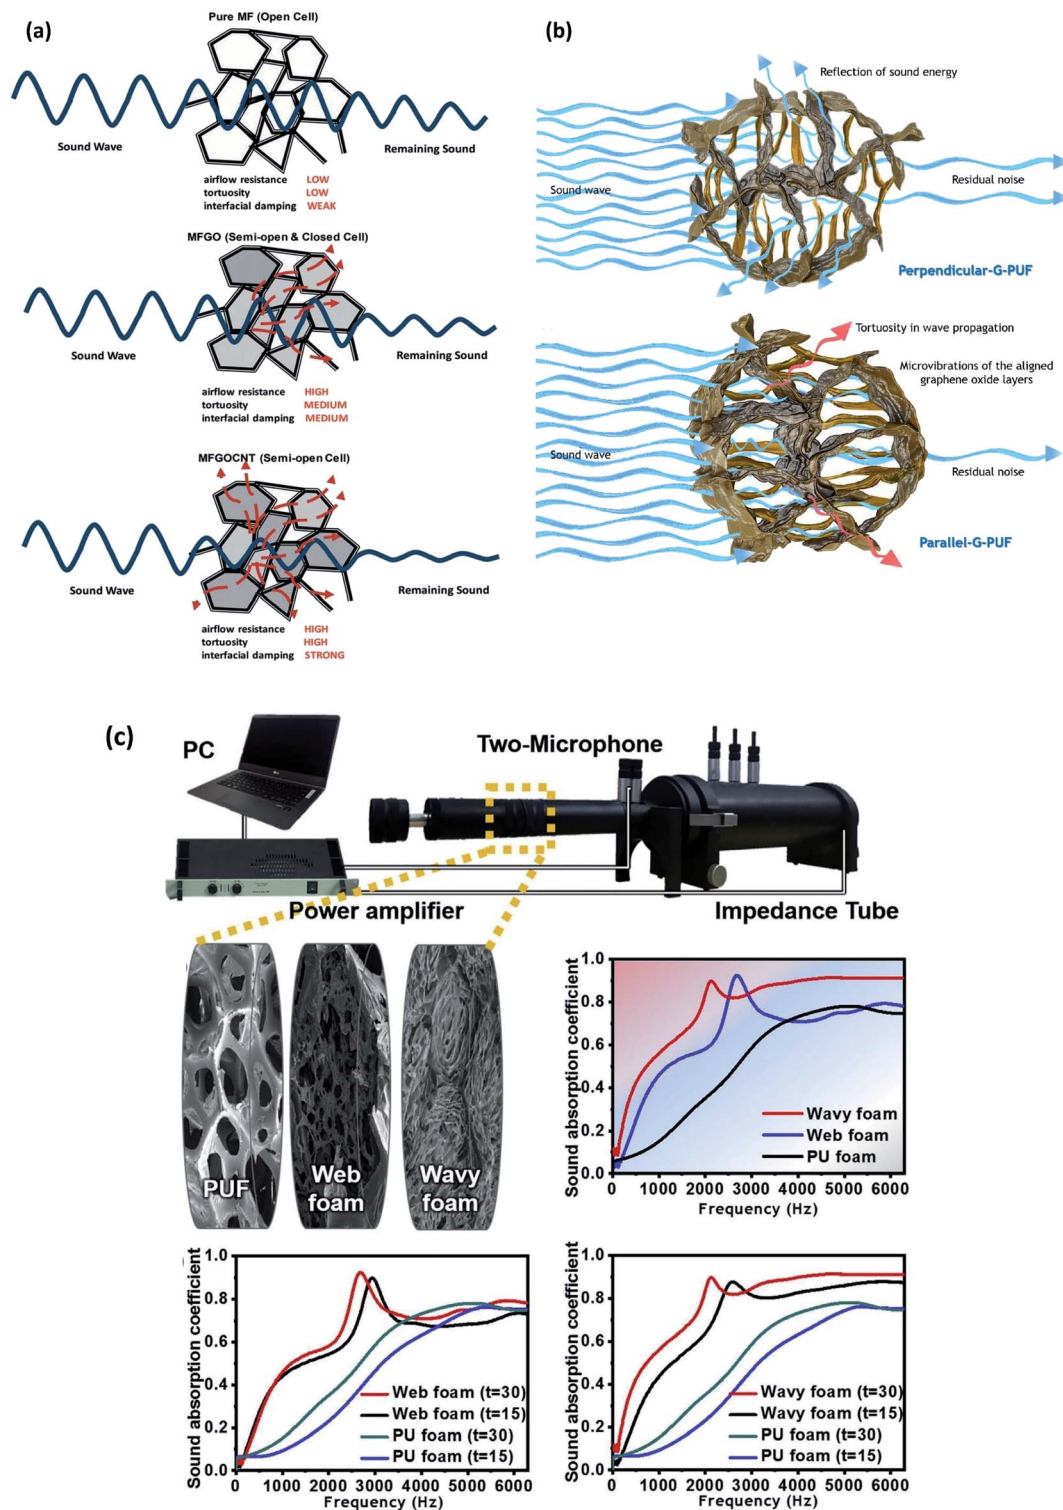 (a)
Pure MF (Open Cell)
Sound Wave
Remaining Sound
airflow resistance LOW
tortuosity LOW
interfacial damping WEAK
MFGO (Semi-open & Closed Cell)
Sound Wave
Remaining Sound
airflow resistance HIGH
tortuosity MEDIUM
interfacial damping MEDIUM
MFGOCNT (Semi-open Cell)
Sound Wave
Remaining Sound
airflow resistance HIGH
tortuosity HIGH
interfacial damping STRONG
(b)
Reflection of sound energy
Sound wave
Residual noise
Perpendicular-G-PUF
Tortuosity in wave propagation
Microvibrations of the aligned
graphene oxide layers
Sound wave
Residual noise
Parallel-G-PUF
(c)
PC
Two-Microphone
Power amplifier
Impedance Tube
PUF
Web
foam
Wavy
foam
Sound absorption coefficient
1.0
0.8
0.6
0.4
0.2
0.0
Wavy foam
Web foam
PU foam
0 1000 2000 3000 4000 5000 6000
Frequency (Hz)
Sound absorption coefficient
1.0
0.8
0.6
0.4
0.2
0.0
Web foam (t=30)
Web foam (t=15)
PU foam (t=30)
PU foam (t=15)
0 1000 2000 3000 4000 5000 6000
Frequency (Hz)
Sound absorption coefficient
1.0
0.8
0.6
0.4
0.2
0.0
Wavy foam (t=30)
Wavy foam (t=15)
PU foam (t=30)
PU foam (t=15)
0 1000 2000 3000 4000 5000 6000
Frequency (Hz)